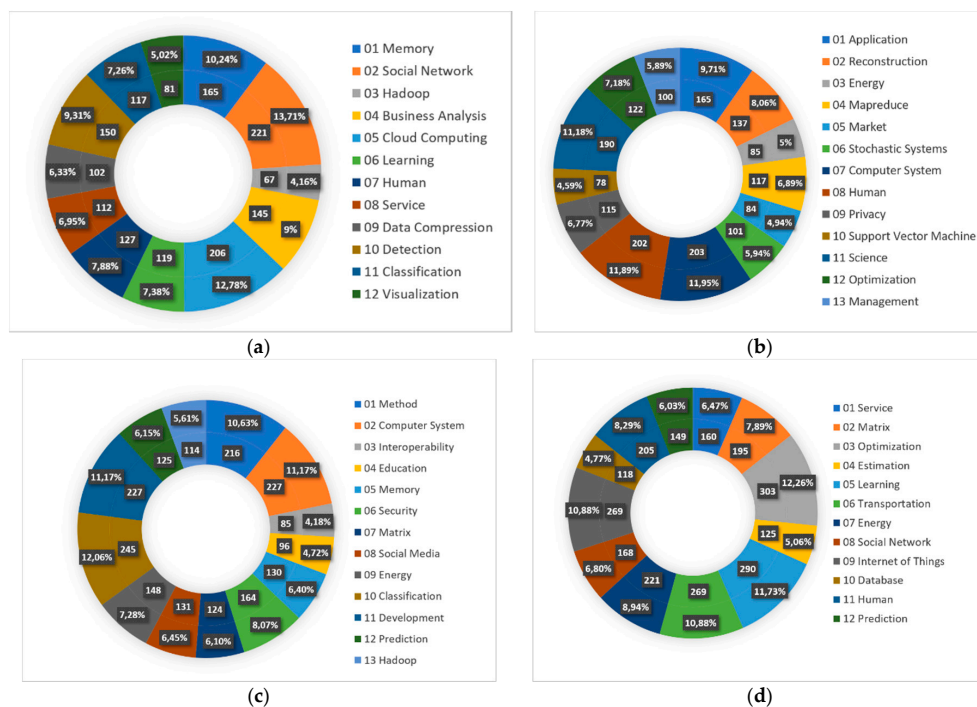 5,02%
10,24%
7,26%
81
165
117
13,71%
9,31%
221
150
6,33%
102
67
4,16%
112
145
6,95%
9%
127
206
119
7,88%
12,78%
7,38%
01 Memory
02 Social Network
03 Hadoop
04 Business Analysis
05 Cloud Computing
06 Learning
07 Human
08 Service
09 Data Compression
10 Detection
11 Classification
12 Visualization
(a)
5,89%
9,71%
7,18%
100
165
8,06%
122
137
11,18%
5%
190
85
4,59%
78
117
6,89%
115
84
6,77%
4,94%
101
202
203
5,94%
11,89%
11,95%
01 Application
02 Reconstruction
03 Energy
04 Mapreduce
05 Market
06 Stochastic Systems
07 Computer System
08 Human
09 Privacy
10 Support Vector Machine
11 Science
12 Optimization
13 Management
(b)
5,61%
10,63%
6,15%
114
216
125
11,17%
11,17%
227
227
85
4,18%
245
96
4,72%
12,06%
130
148
164
6,40%
131
124
7,28%
8,07%
6,45%
6,10%
01 Method
02 Computer System
03 Interoperability
04 Education
05 Memory
06 Security
07 Matrix
08 Social Media
09 Energy
10 Classification
11 Development
12 Prediction
13 Hadoop
(c)
6,03%
6,47%
8,29%
149
160
7,89%
205
195
4,77%
12,26%
118
303
10,88%
269
125
5,06%
168
290
6,80%
221
269
11,73%
8,94%
10,88%
01 Service
02 Matrix
03 Optimization
04 Estimation
05 Learning
06 Transportation
07 Energy
08 Social Network
09 Internet of Things
10 Database
11 Human
12 Prediction
(d)